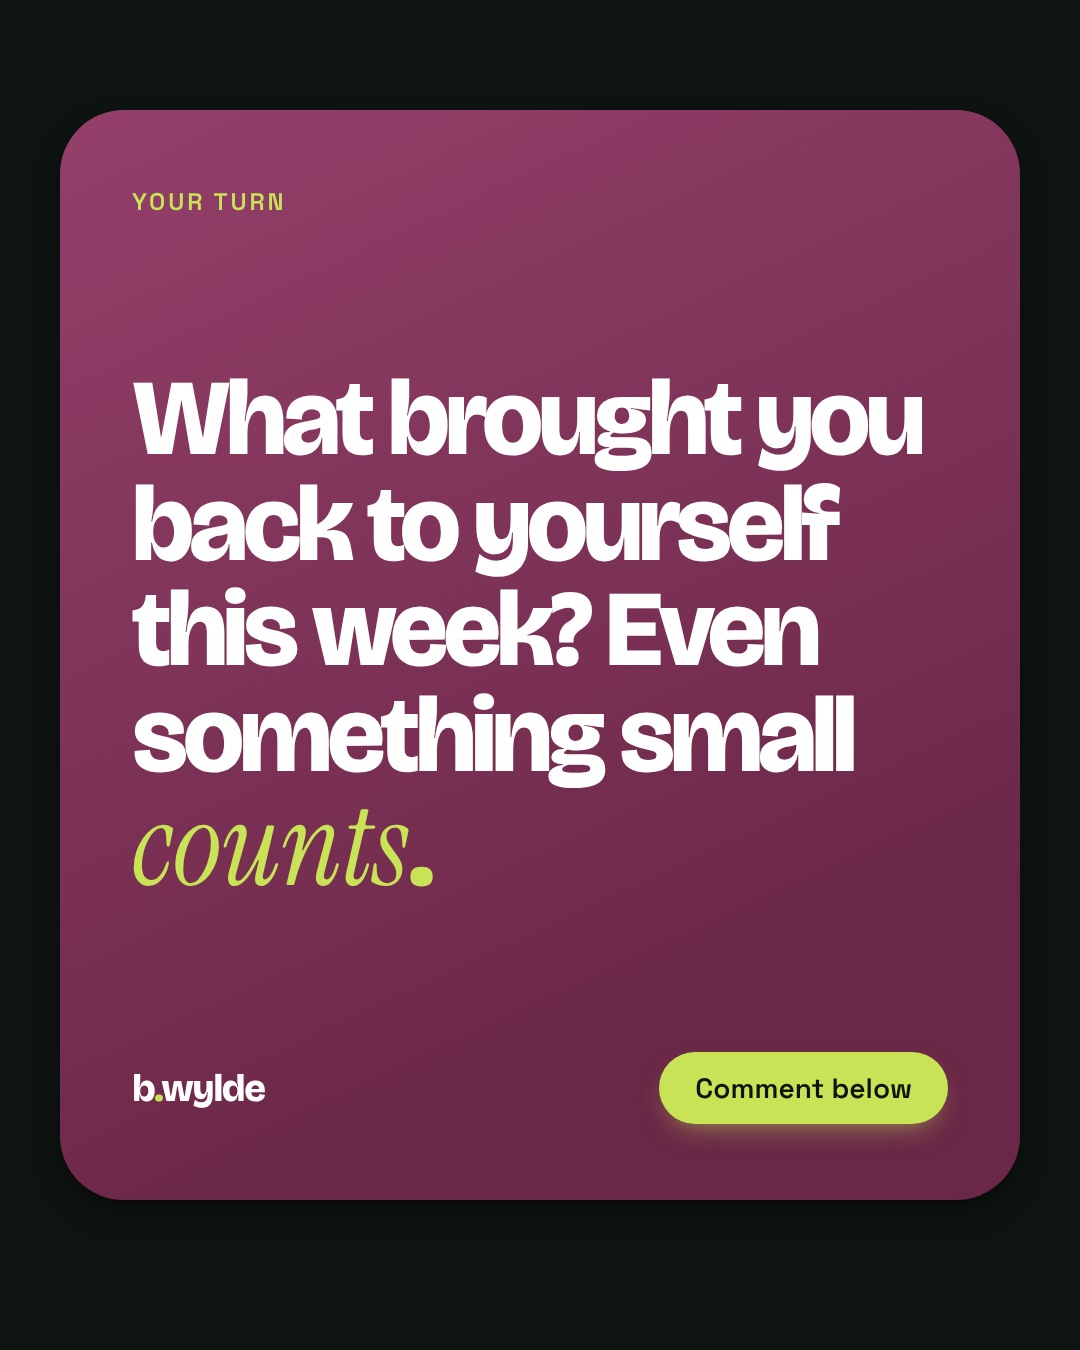 YOUR TURN
What brought you
back to yourself
this week? Even
something small
counts.
b.wylde
Comment below